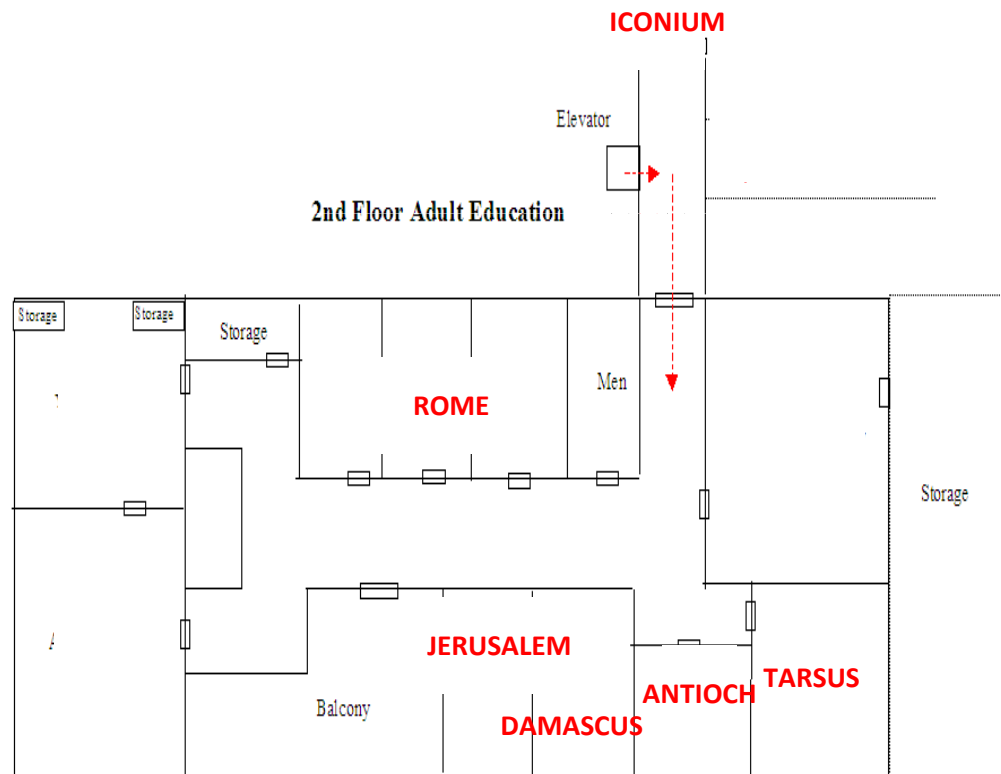 ICONIUM
Elevator
2nd Floor Adult Education
Storage
Storage
Storage
Men
ROME
Storage
JERUSALEM
TARSUS
ANTIOCH
Balcony
DAMASCUS